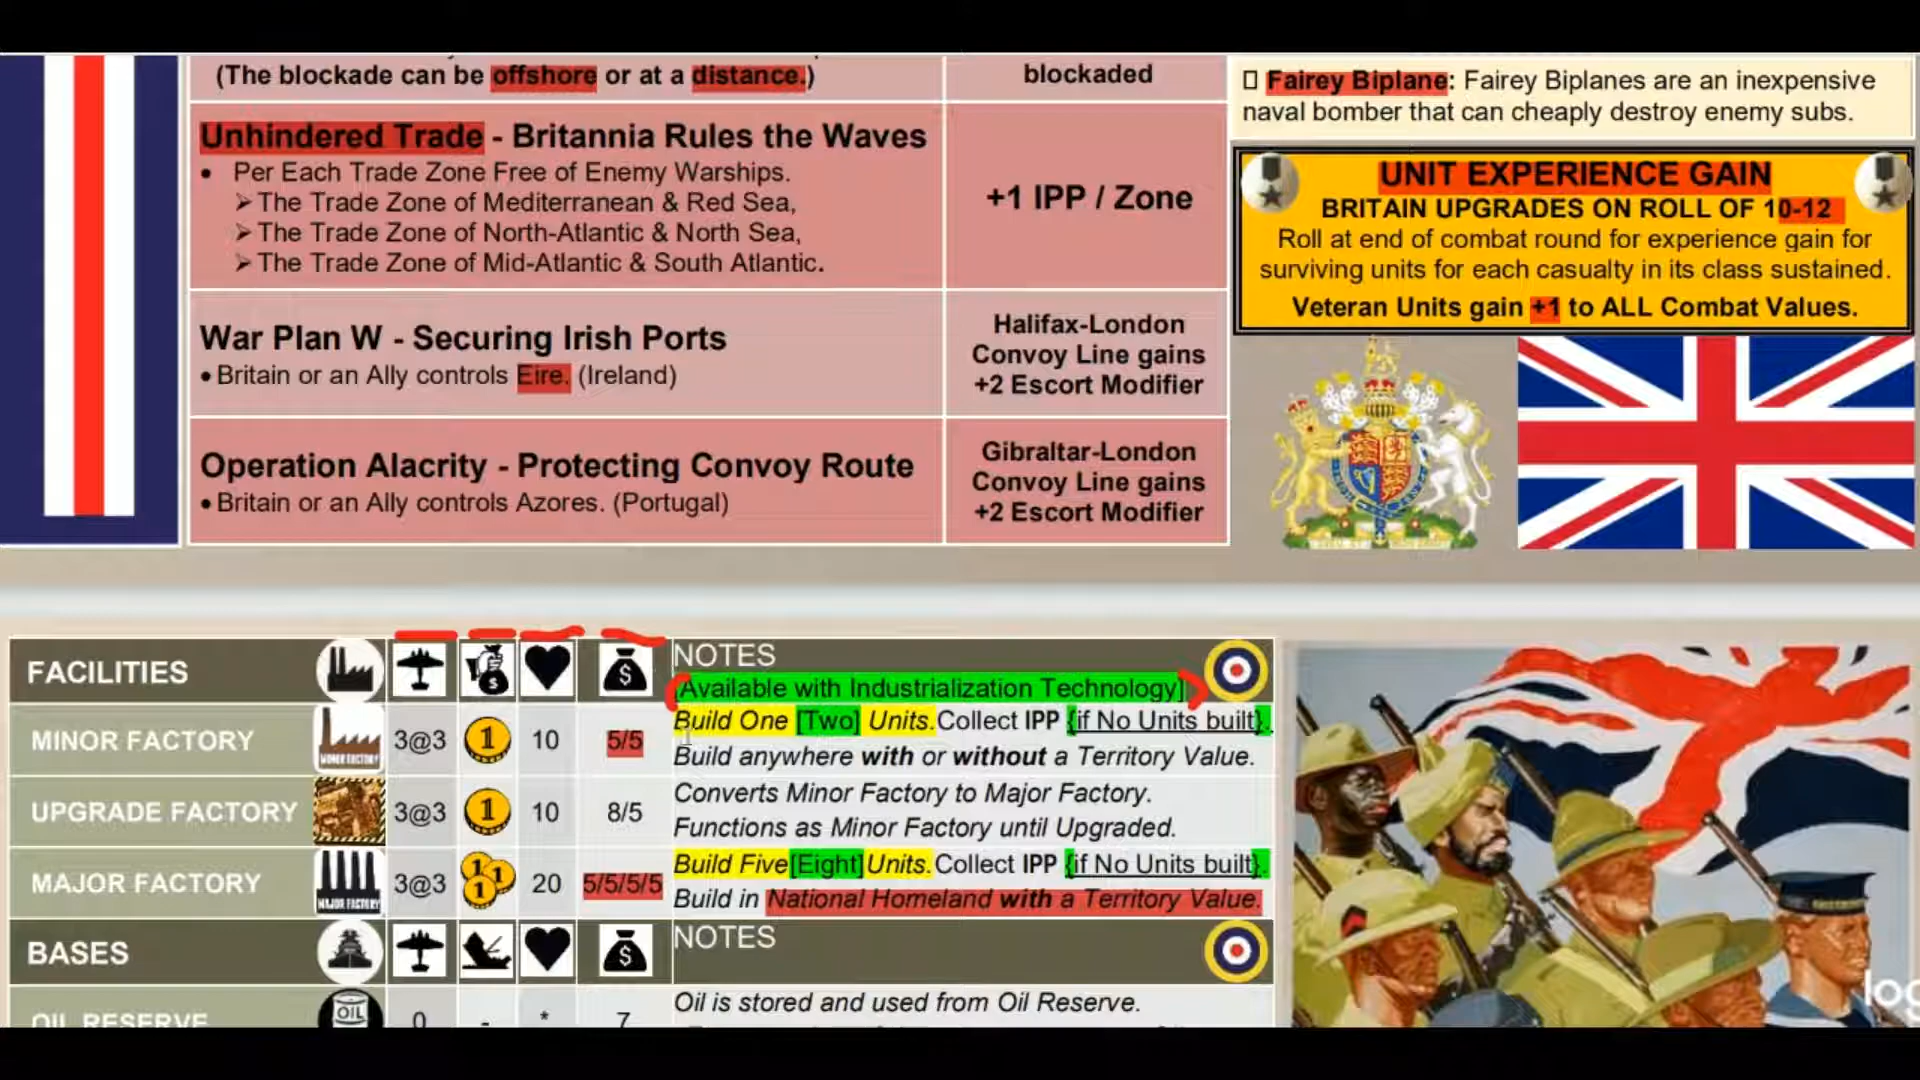 (The blockade can be offshore or at a distance.)
blockaded
Unhindered Trade - Britannia Rules the Waves
• Per Each Trade Zone Free of Enemy Warships.
➢ The Trade Zone of Mediterranean & Red Sea,
➢ The Trade Zone of North-Atlantic & North Sea,
➢ The Trade Zone of Mid-Atlantic & South Atlantic.
+1 IPP / Zone
War Plan W - Securing Irish Ports
• Britain or an Ally controls Eire. (Ireland)
Halifax-London
Convoy Line gains
+2 Escort Modifier
Operation Alacrity - Protecting Convoy Route
• Britain or an Ally controls Azores. (Portugal)
Gibraltar-London
Convoy Line gains
+2 Escort Modifier
Fairey Biplane: Fairey Biplanes are an inexpensive
naval bomber that can cheaply destroy enemy subs.
UNIT EXPERIENCE GAIN
BRITAIN UPGRADES ON ROLL OF 10-12
Roll at end of combat round for experience gain for
surviving units for each casualty in its class sustained.
Veteran Units gain +1 to ALL Combat Values.
FACILITIES
$
$
NOTES
[Available with Industrialization Technology]
MINOR FACTORY
MINOR FACTORY
3@3
1
10
5/5
Build One [Two] Units. Collect IPP {if No Units built}.
Build anywhere with or without a Territory Value.
UPGRADE FACTORY
3@3
1
10
8/5
Converts Minor Factory to Major Factory.
Functions as Minor Factory until Upgraded.
MAJOR FACTORY
MAJOR FACTORY
3@3
1
1
1
20
5/5/5/5
Build Five [Eight] Units. Collect IPP {if No Units built}.
Build in National Homeland with a Territory Value.
BASES
$
NOTES
OIL RESERVE
OIL
0
-
*
7
Oil is stored and used from Oil Reserve.
log